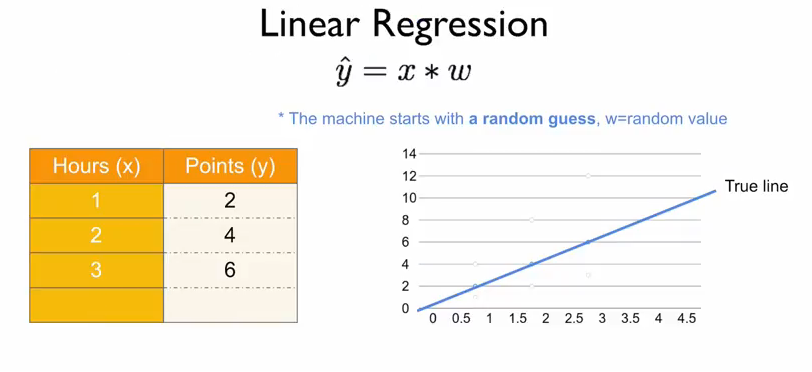 Linear Regression
ŷ = x * w
* The machine starts with a random guess, w=random value
Hours (x) Points (y)
1 2
2 4
3 6
14
12
10
8
6
4
2
0
True line
0 0.5 1 1.5 2 2.5 3 3.5 4 4.5